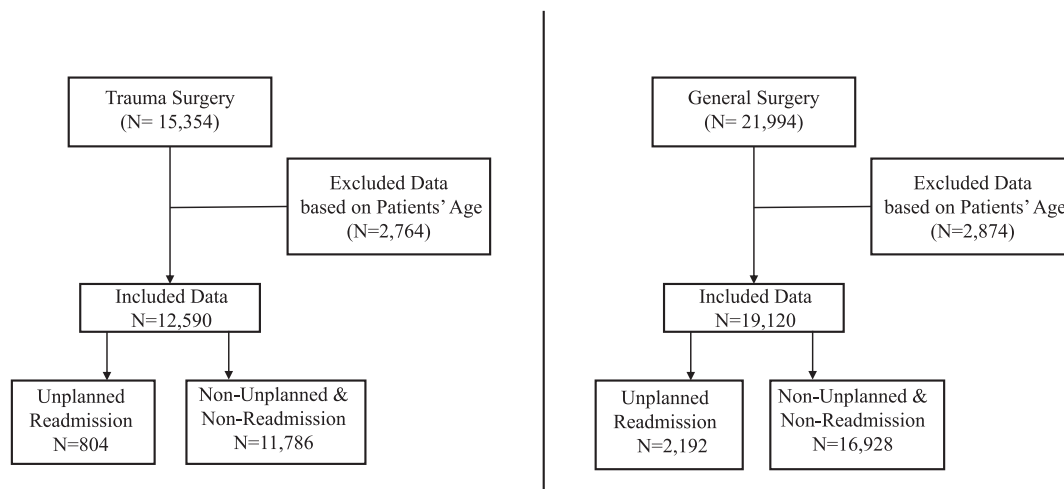 Trauma Surgery
(N= 15,354)
Excluded Data
based on Patients’ Age
(N=2,764)
Included Data
N=12,590
Unplanned
Readmission
N=804
Non-Unplanned &
Non-Readmission
N=11,786
General Surgery
(N= 21,994)
Excluded Data
based on Patients’ Age
(N=2,874)
Included Data
N=19,120
Unplanned
Readmission
N=2,192
Non-Unplanned &
Non-Readmission
N=16,928